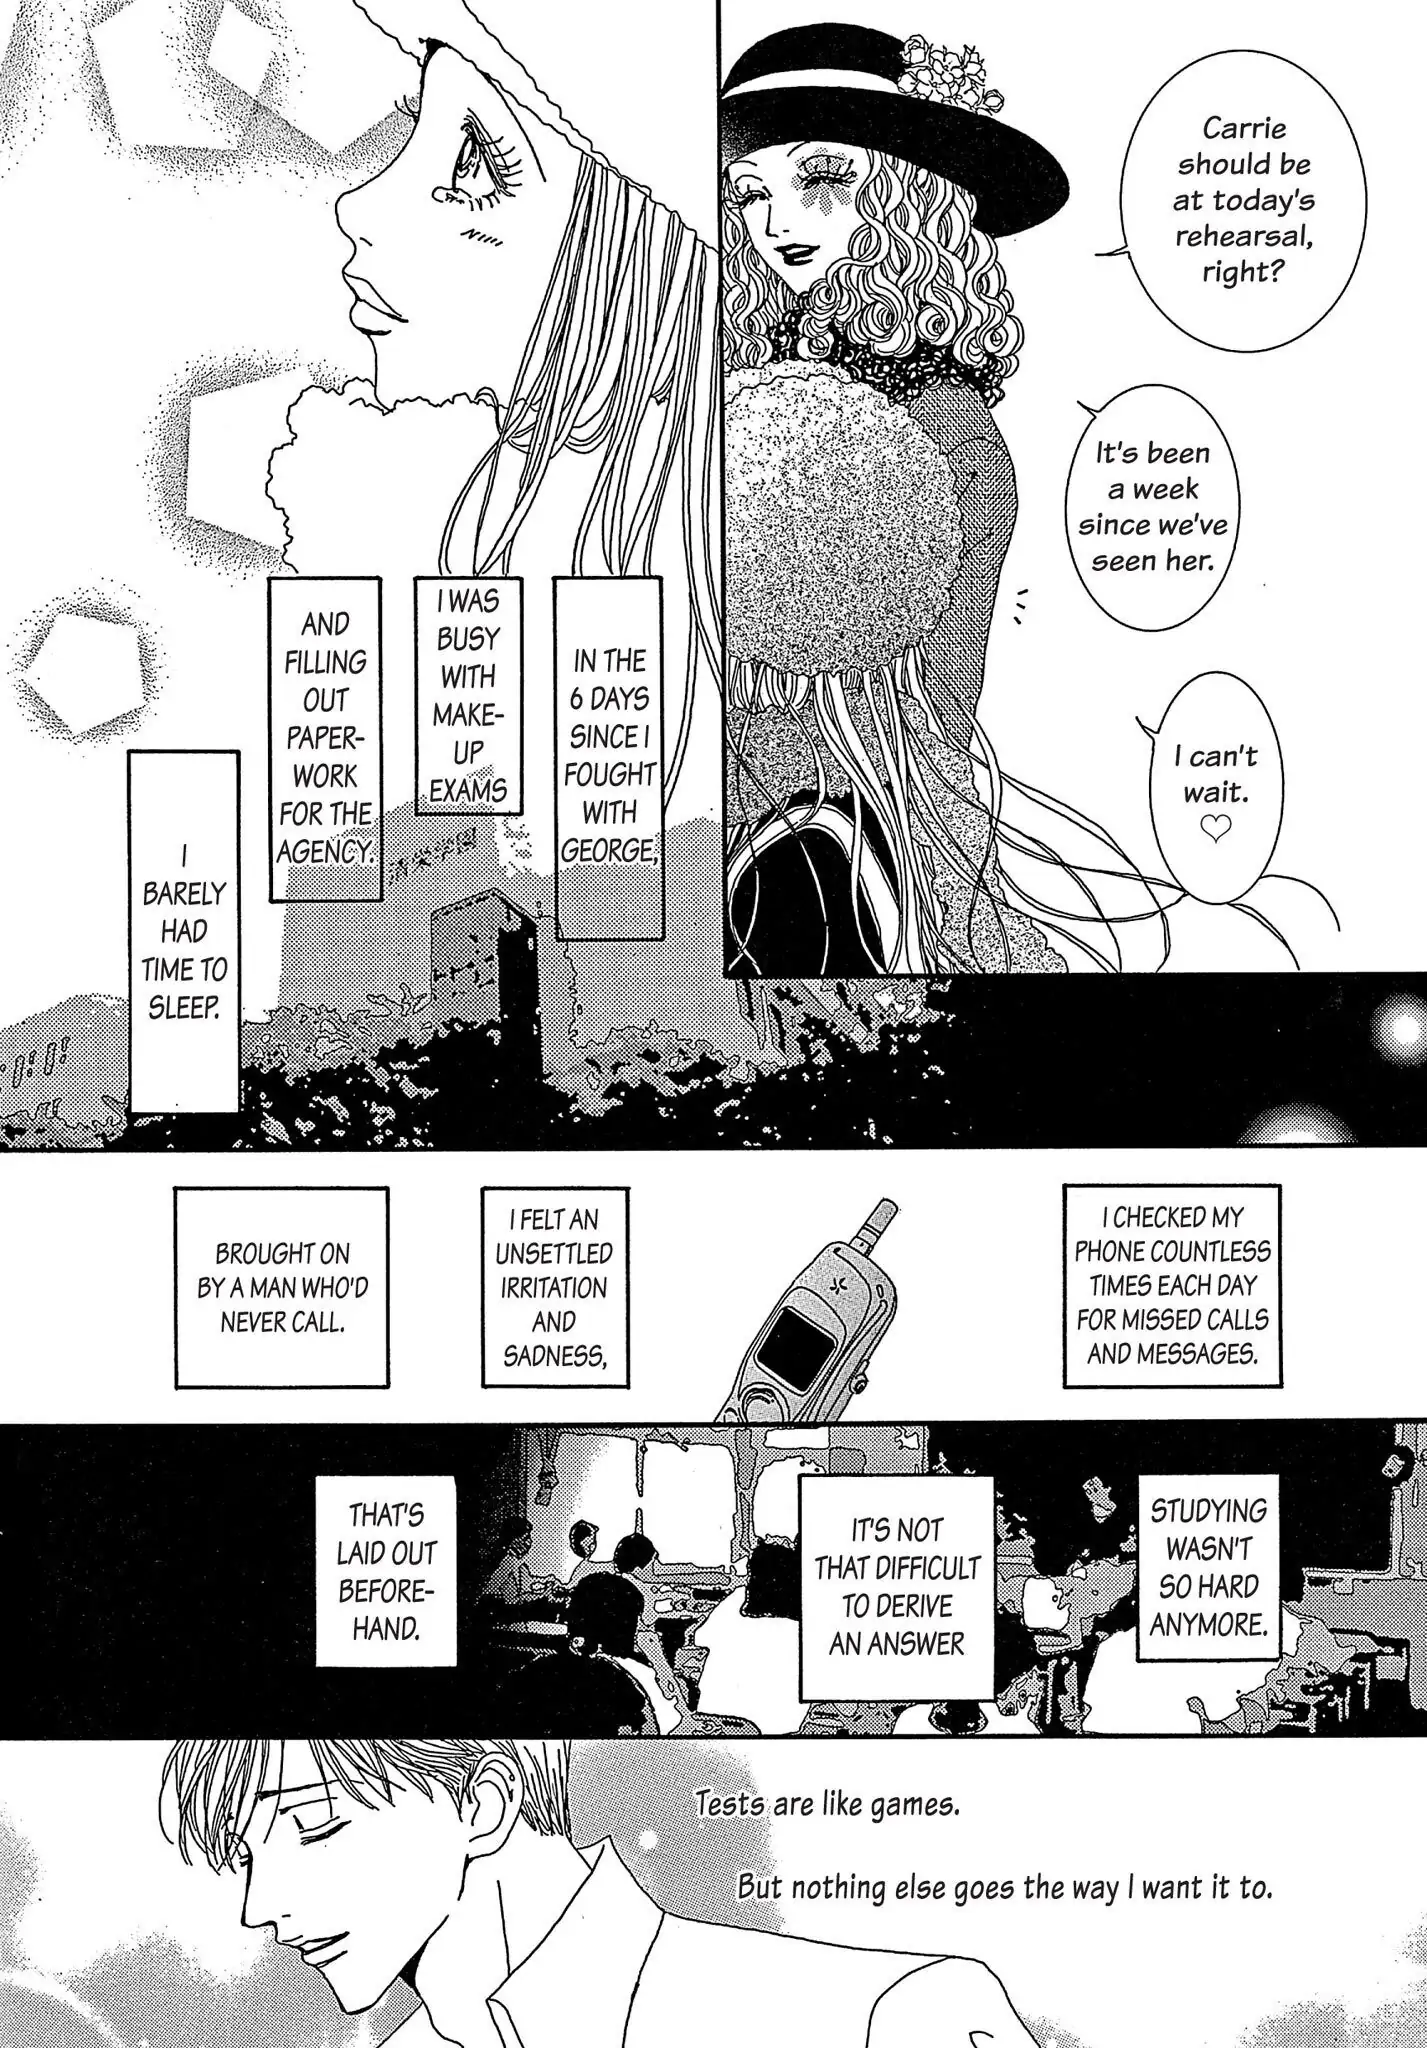 Carrie
should be
at today's
rehearsal,
right?
It's been
a week
since we've
seen her.
I can't
wait.
♡
IN THE
6 DAYS
SINCE I
FOUGHT
WITH
GEORGE,
I WAS
BUSY
WITH
MAKE-
UP
EXAMS
AND
FILLING
OUT
PAPER-
WORK
FOR THE
AGENCY.
I
BARELY
HAD
TIME TO
SLEEP.
I CHECKED MY
PHONE COUNTLESS
TIMES EACH DAY
FOR MISSED CALLS
AND MESSAGES.
I FELT AN
UNSETTLED
IRRITATION
AND
SADNESS,
BROUGHT ON
BY A MAN WHO'D
NEVER CALL.
STUDYING
WASN'T
SO HARD
ANYMORE.
IT'S NOT
THAT DIFFICULT
TO DERIVE
AN ANSWER
THAT'S
LAID OUT
BEFORE-
HAND.
Tests are like games.
But nothing else goes the way I want it to.